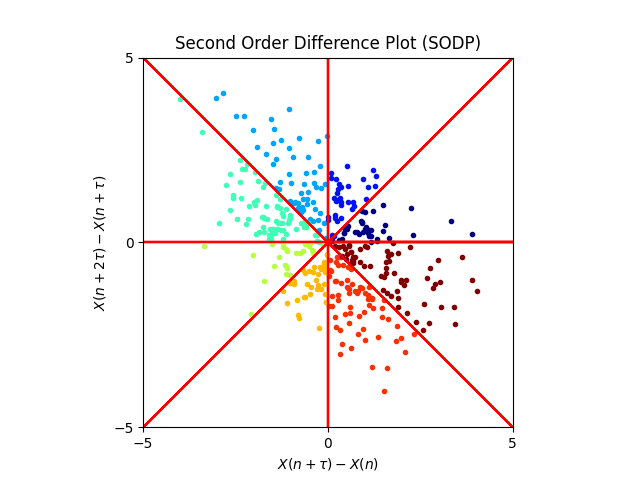 Second Order Difference Plot (SODP)
5
0
−5
X(n + 2τ) − X(n + τ)
−5
0
5
X(n + τ) − X(n)